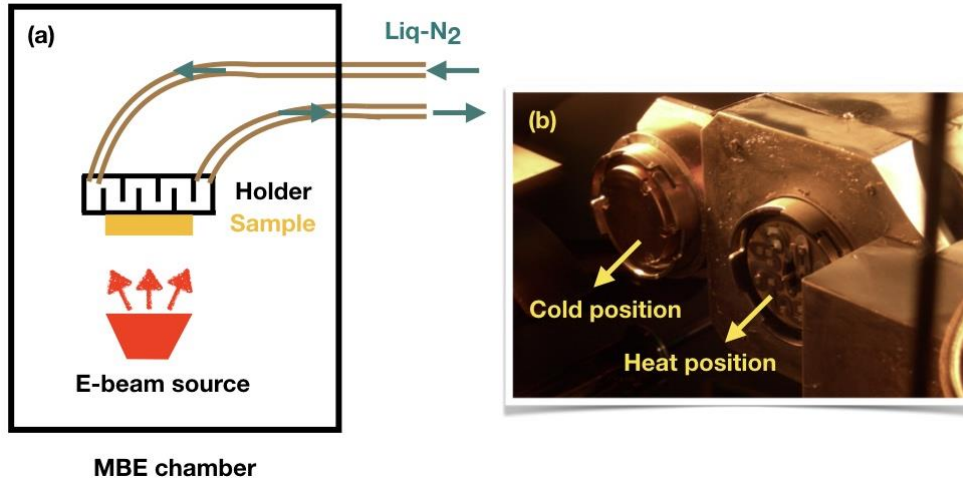 (a)
Liq-N2
Holder
Sample
E-beam source
MBE chamber
(b)
Cold position
Heat position